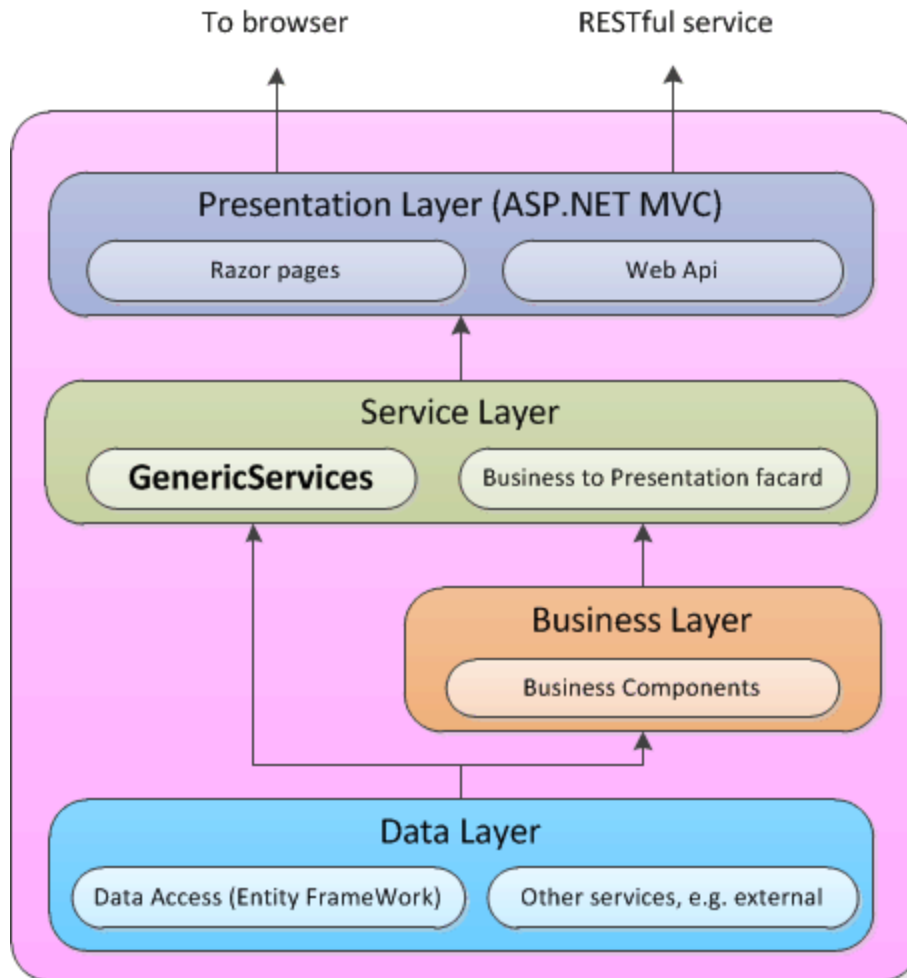 To browser
RESTful service
Presentation Layer (ASP.NET MVC)
Razor pages
Web Api
Service Layer
GenericServices
Business to Presentation facard
Business Layer
Business Components
Data Layer
Data Access (Entity FrameWork)
Other services, e.g. external